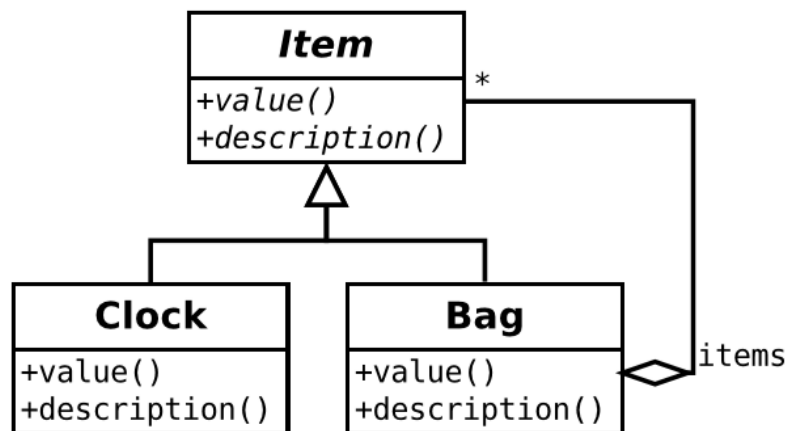 Item
*
+value()
+description()
Clock
Bag
items
+value()
+description()
+value()
+description()